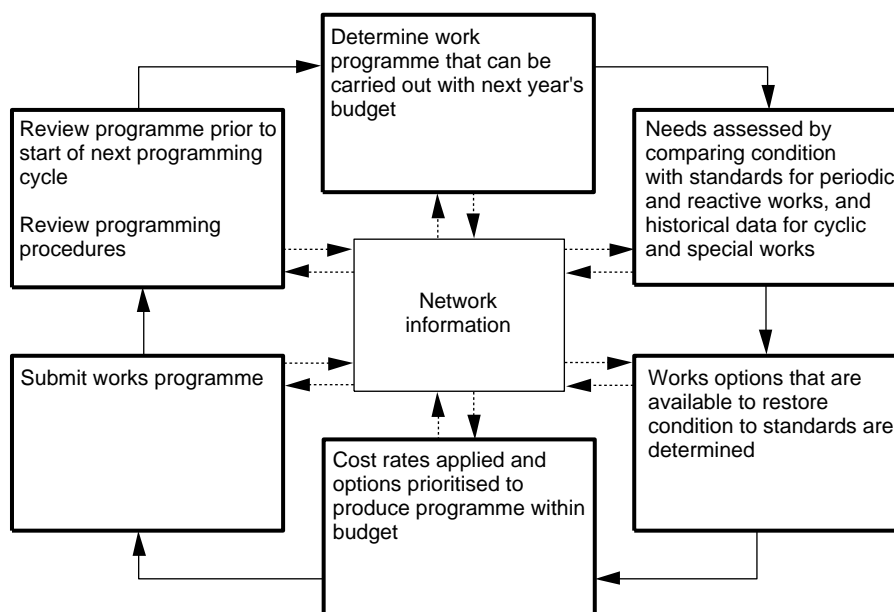 Determine work
programme that can be
carried out with next year's
budget
Review programme prior to
start of next programming
cycle
Review programming
procedures
Needs assessed by
comparing condition
with standards for periodic
and reactive works, and
historical data for cyclic
and special works
Network
information
Submit works programme
Works options that are
available to restore
condition to standards are
determined
Cost rates applied and
options prioritised to
produce programme within
budget